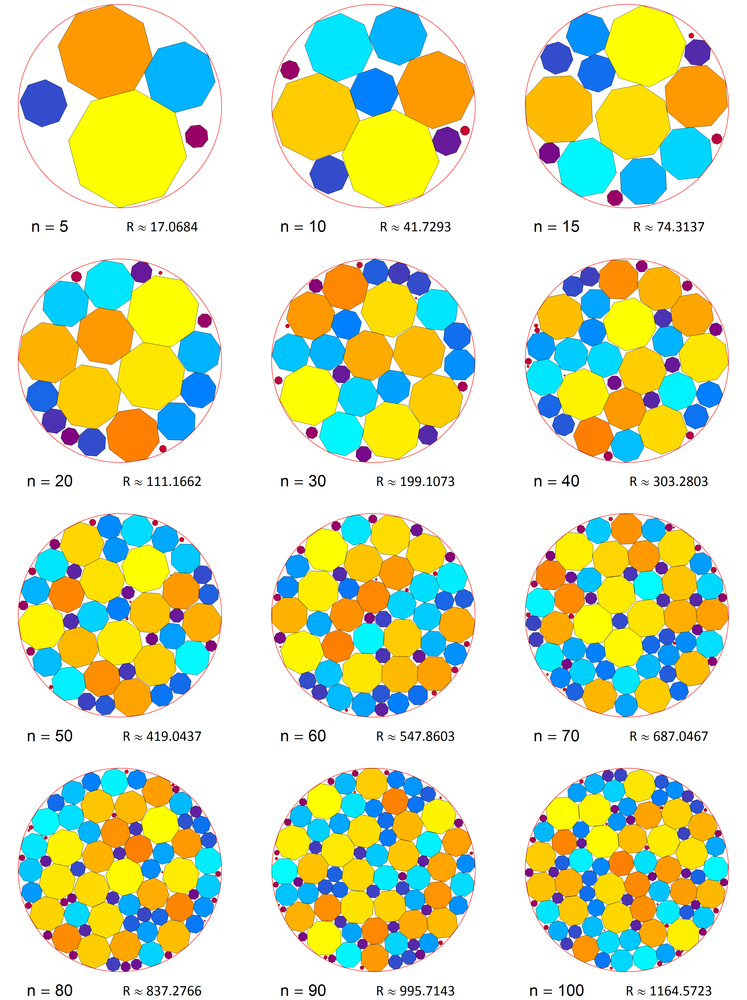 n = 5 R ≈ 17.0684 n = 10 R ≈ 41.7293 n = 15 R ≈ 74.3137
n = 20 R ≈ 111.1662 n = 30 R ≈ 199.1073 n = 40 R ≈ 303.2803
n = 50 R ≈ 419.0437 n = 60 R ≈ 547.8603 n = 70 R ≈ 687.0467
n = 80 R ≈ 837.2766 n = 90 R ≈ 995.7143 n = 100 R ≈ 1164.5723